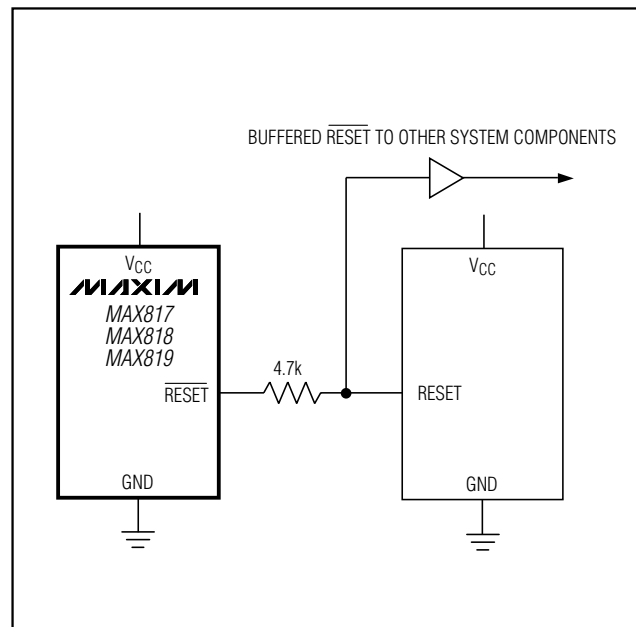 BUFFERED RESET TO OTHER SYSTEM COMPONENTS
VCC
MAXIM
MAX817
MAX818
MAX819
RESET
GND
4.7k
VCC
RESET
GND